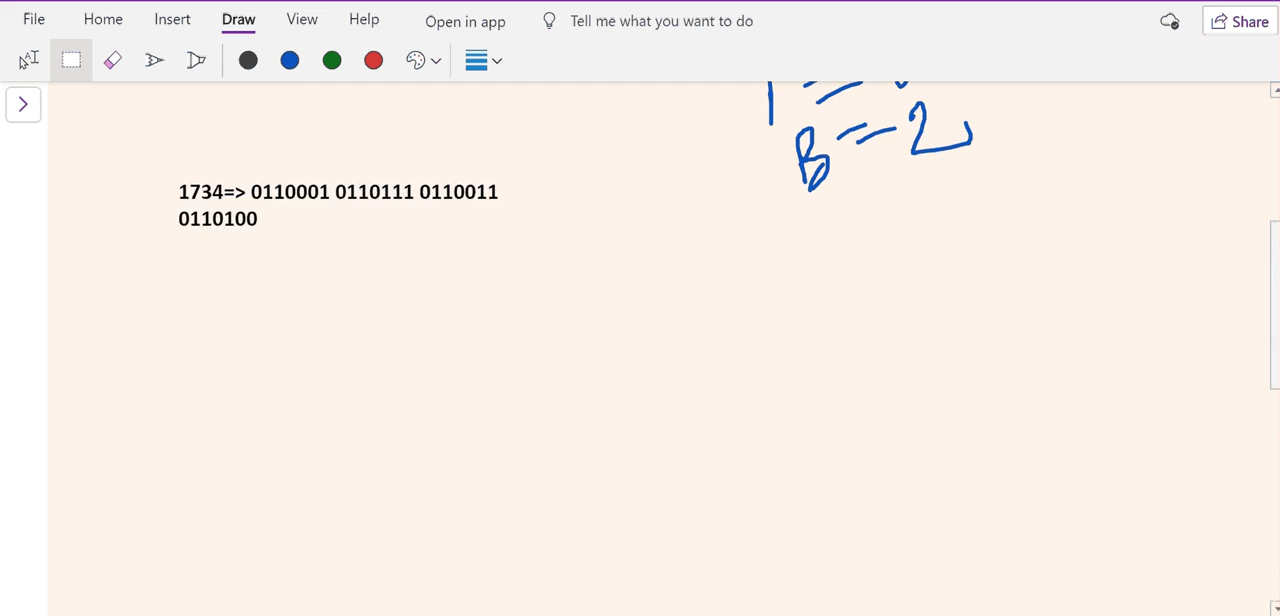 File Home Insert Draw View Help Open in app Tell me what you want to do Share
B = 2
1734=> 0110001 0110111 0110011
0110100